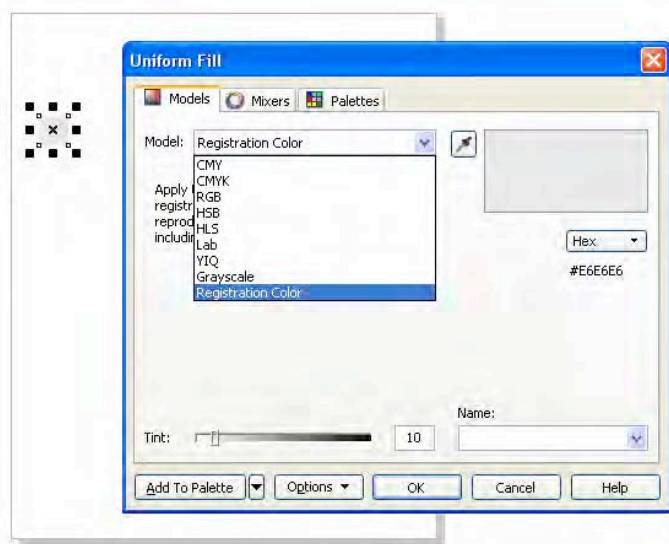 Uniform Fill
Models
Mixers
Palettes
Model:
Registration Color
CMY
CMYK
RGB
HSB
HLS
Lab
YIQ
Grayscale
Registration Color
Apply
registr
reprod
includin
Hex
#E6E6E6
Name:
Tint:
10
Add To Palette
Options
OK
Cancel
Help